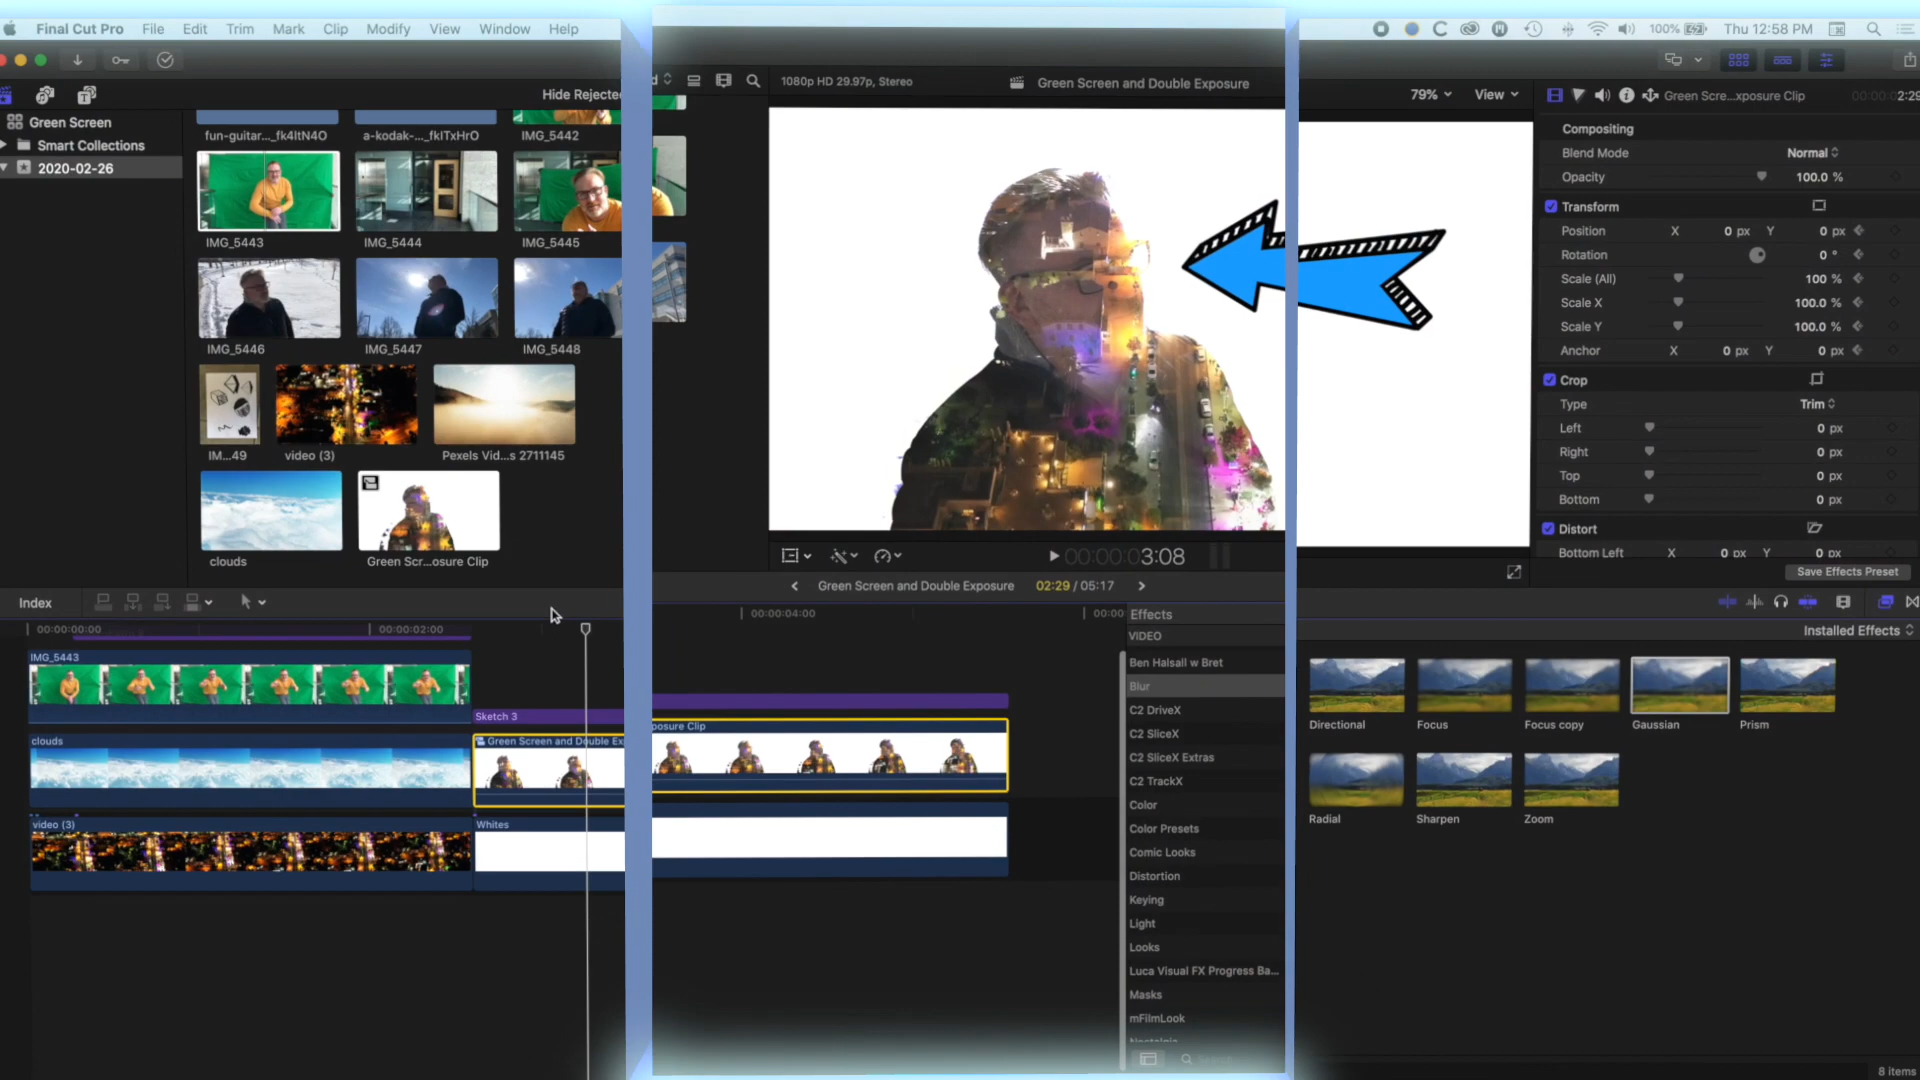 Final Cut Pro File Edit Trim Mark Clip Modify View Window Help
100% Thu 12:58 PM
Hide Rejected
1080p HD 29.97p, Stereo
Green Screen and Double Exposure
79% View
Green Scre...xposure Clip
Green Screen
Smart Collections
2020-02-26
fun-guitar..._fk4ItN4O
a-kodak-..._fkITxHrO
IMG_5442
IMG_5443
IMG_5444
IMG_5445
IMG_5446
IMG_5447
IMG_5448
IM...49
video (3)
Pexels Vid...s 2711145
clouds
Green Scr...osure Clip
00:00:00:03:08
Compositing
Blend Mode Normal
Opacity 100.0 %
Transform
Position X 0 px Y 0 px
Rotation 0 °
Scale (All) 100 %
Scale X 100.0 %
Scale Y 100.0 %
Anchor X 0 px Y 0 px
Crop
Type Trim
Left 0 px
Right 0 px
Top 0 px
Bottom 0 px
Distort
Bottom Left X 0 px Y 0 px
Save Effects Preset
Index
Green Screen and Double Exposure 02:29 / 05:17
00:00:00:00
00:00:02:00
00:00:04:00
00:00
IMG_5443
Sketch 3
clouds
Green Screen and Double Ex
posure Clip
video (3)
Whites
Effects
Installed Effects
VIDEO
Ben Halsall w Bret
Blur
C2 DriveX
C2 SliceX
C2 SliceX Extras
C2 TrackX
Color
Color Presets
Comic Looks
Distortion
Keying
Light
Looks
Luca Visual FX Progress Ba...
Masks
mFilmLook
Directional
Focus
Focus copy
Gaussian
Prism
Radial
Sharpen
Zoom
8 items